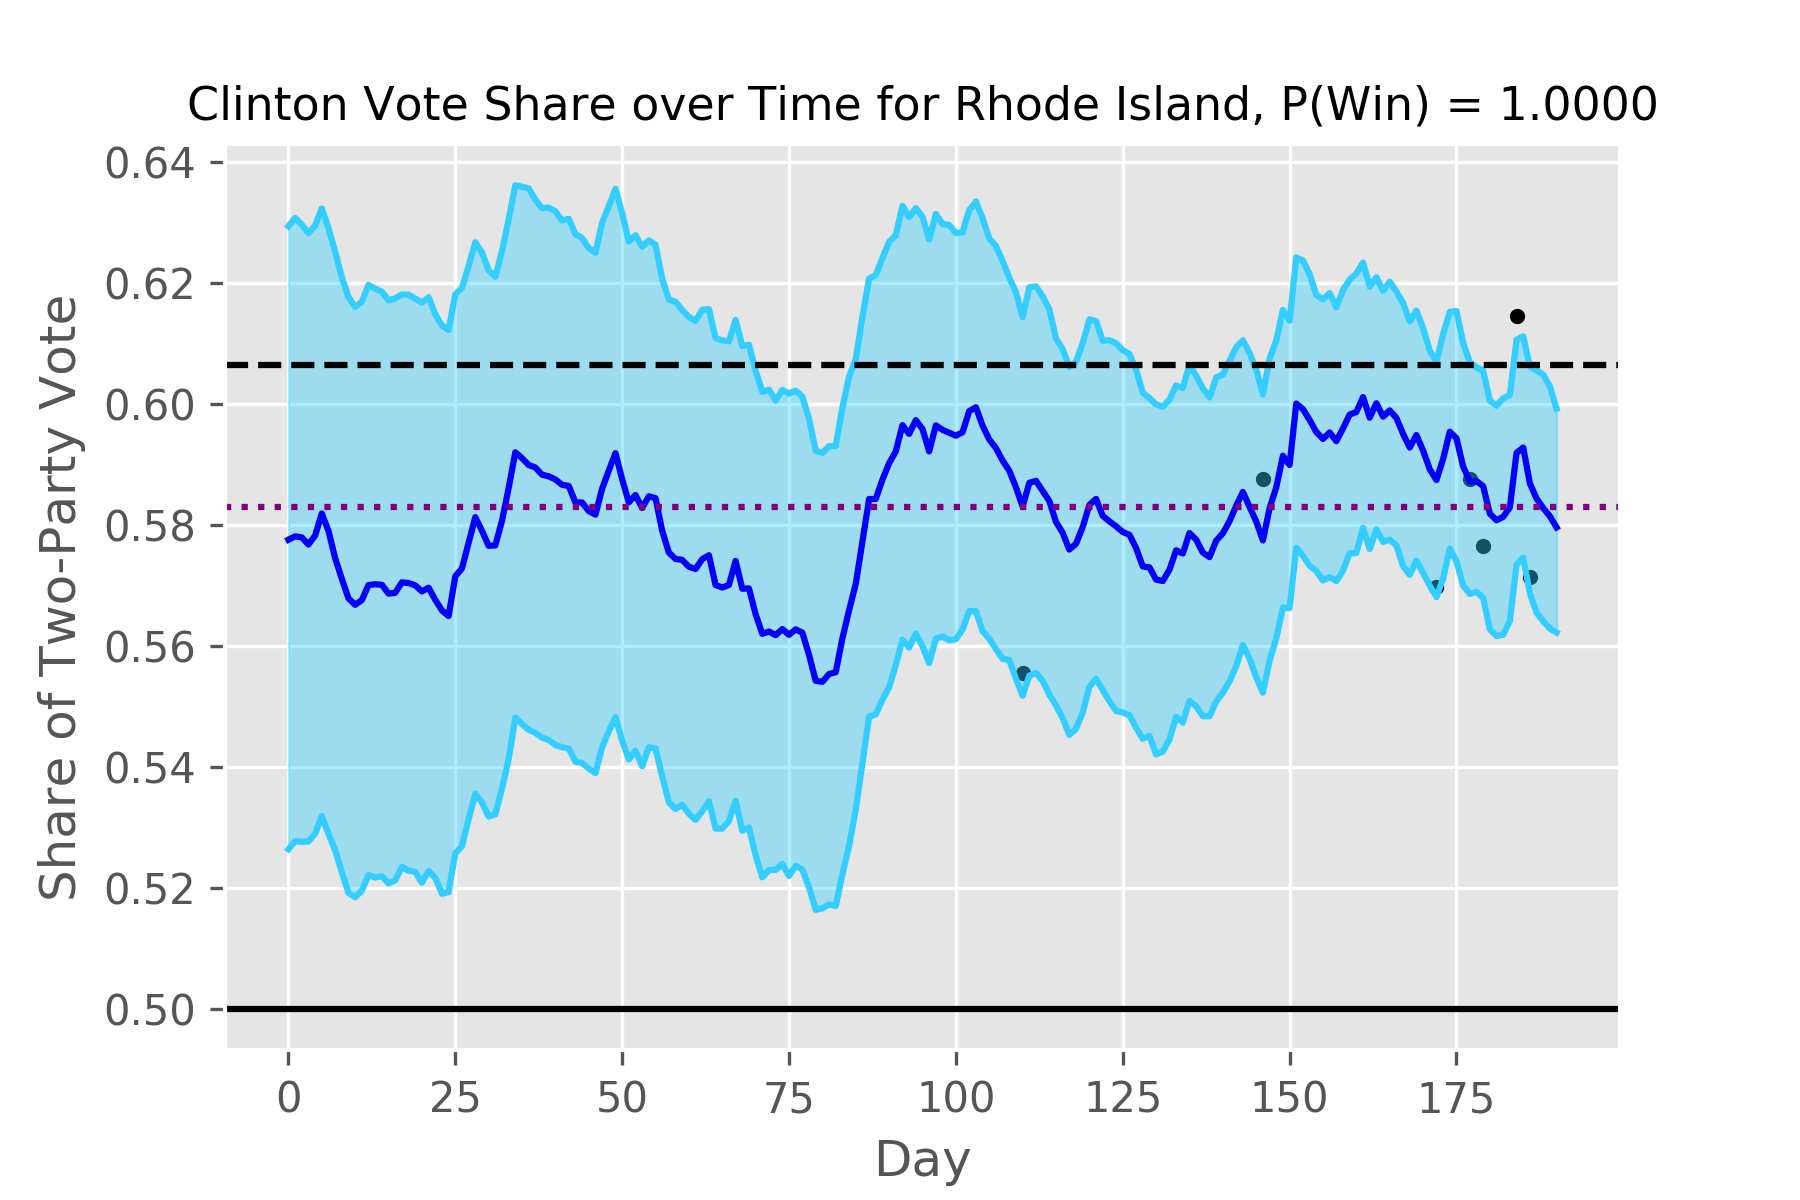 Clinton Vote Share over Time for Rhode Island, P(Win) = 1.0000
Share of Two-Party Vote
0.64
0.62
0.60
0.58
0.56
0.54
0.52
0.50
0 25 50 75 100 125 150 175
Day